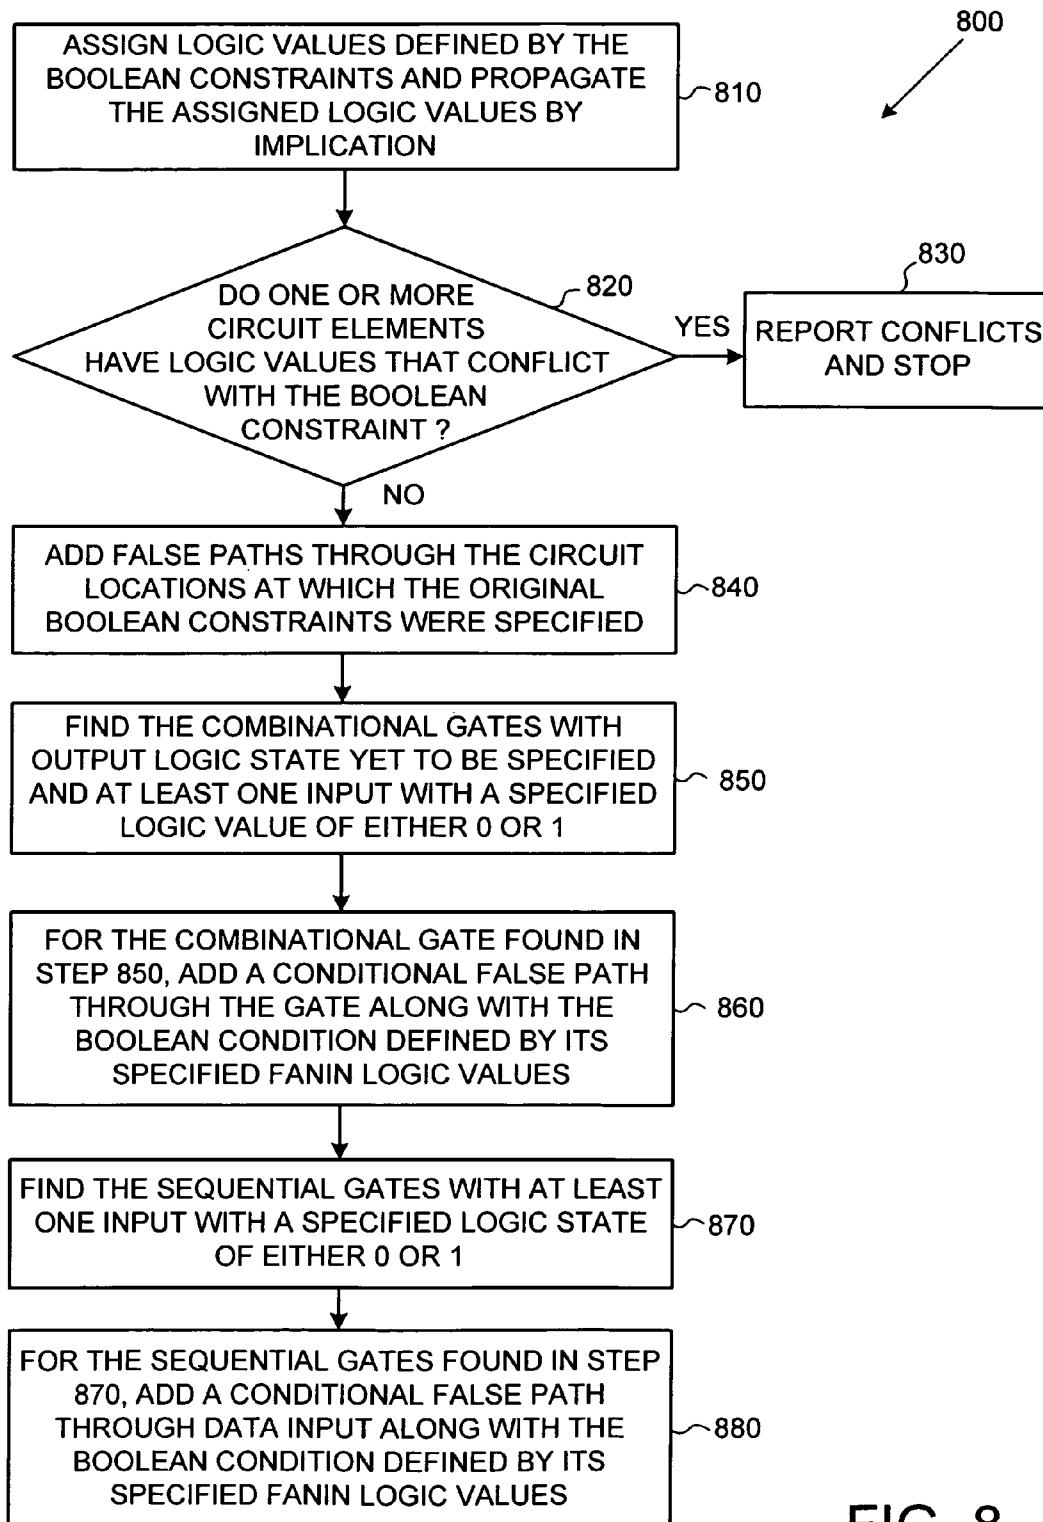 800
ASSIGN LOGIC VALUES DEFINED BY THE
BOOLEAN CONSTRAINTS AND PROPAGATE
THE ASSIGNED LOGIC VALUES BY
IMPLICATION
810
DO ONE OR MORE
CIRCUIT ELEMENTS
HAVE LOGIC VALUES THAT CONFLICT
WITH THE BOOLEAN
CONSTRAINT ?
820
YES
830
REPORT CONFLICTS
AND STOP
NO
ADD FALSE PATHS THROUGH THE CIRCUIT
LOCATIONS AT WHICH THE ORIGINAL
BOOLEAN CONSTRAINTS WERE SPECIFIED
840
FIND THE COMBINATIONAL GATES WITH
OUTPUT LOGIC STATE YET TO BE SPECIFIED
AND AT LEAST ONE INPUT WITH A SPECIFIED
LOGIC VALUE OF EITHER 0 OR 1
850
FOR THE COMBINATIONAL GATE FOUND IN
STEP 850, ADD A CONDITIONAL FALSE PATH
THROUGH THE GATE ALONG WITH THE
BOOLEAN CONDITION DEFINED BY ITS
SPECIFIED FANIN LOGIC VALUES
860
FIND THE SEQUENTIAL GATES WITH AT LEAST
ONE INPUT WITH A SPECIFIED LOGIC STATE
OF EITHER 0 OR 1
870
FOR THE SEQUENTIAL GATES FOUND IN STEP
870, ADD A CONDITIONAL FALSE PATH
THROUGH DATA INPUT ALONG WITH THE
BOOLEAN CONDITION DEFINED BY ITS
SPECIFIED FANIN LOGIC VALUES
880
FIG. 8